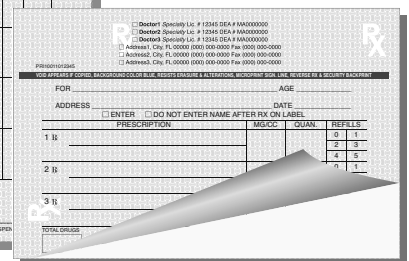 Rx Rx
Doctor1 Specialty Lic. # 12345 DEA # MA0000000
Doctor2 Specialty Lic. # 12345 DEA # MA0000000
Doctor3 Specialty Lic. # 12345 DEA # MA0000000
Address1, City, FL 00000 (000) 000-0000 Fax (000) 000-0000
Address2, City, FL 00000 (000) 000-0000 Fax (000) 000-0000
Address3, City, FL 00000 (000) 000-0000 Fax (000) 000-0000
PRI10011012345
VOID APPEARS IF COPIED, BACKGROUND COLOR BLUE, RESISTS ERASURE & ALTERATIONS, MICROPRINT SIGN. LINE, REVERSE RX & SECURITY BACKPRINT
FOR AGE
ADDRESS DATE
ENTER DO NOT ENTER NAME AFTER RX ON LABEL
PRESCRIPTION MG/CC QUAN. REFILLS
1 ℞ 0 1
2 3
4 5
2 ℞ 0 1
3 ℞
Rx
TOTAL DRUGS